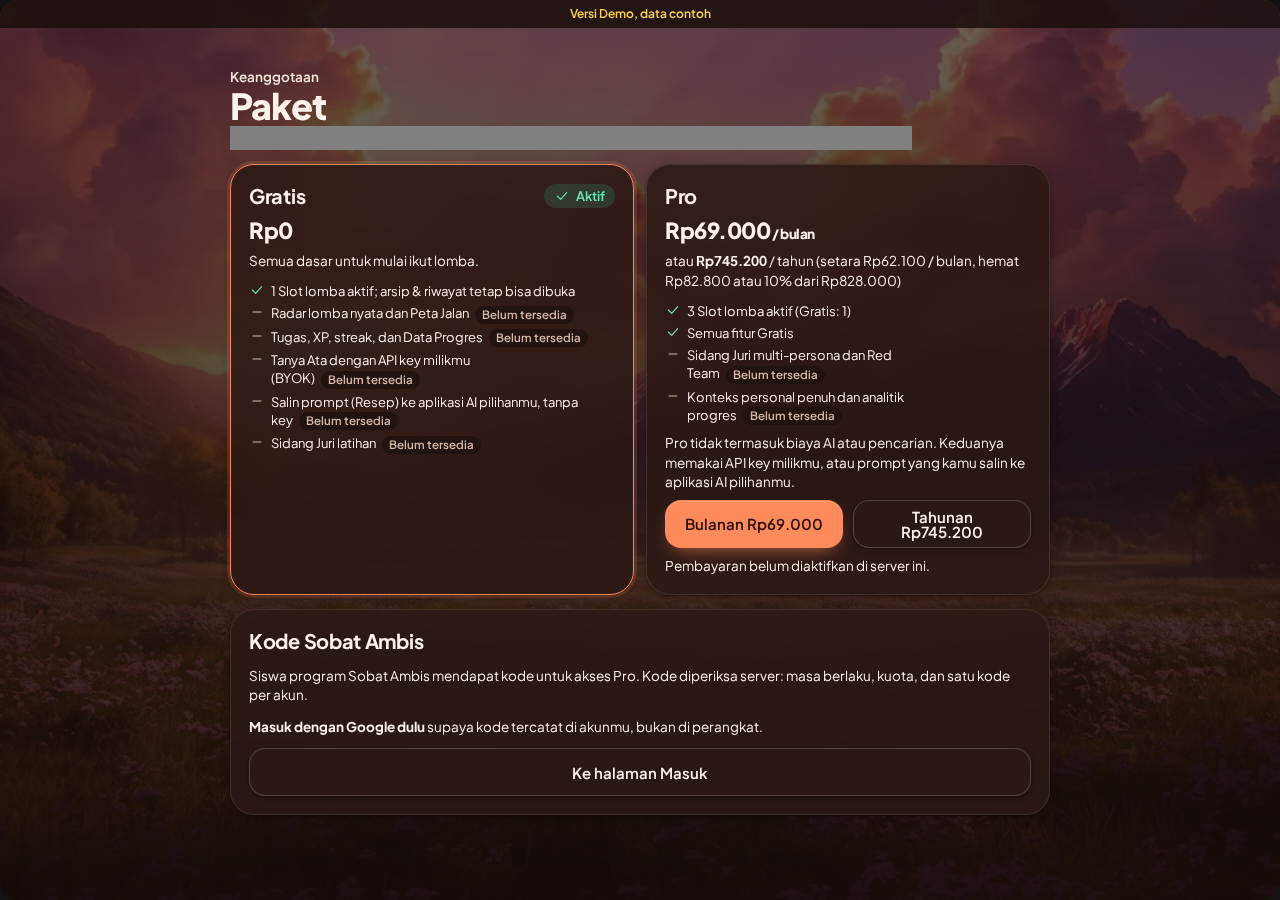 Versi Demo, data contoh
Keanggotaan
Paket
Gratis
Aktif
Rp0
Semua dasar untuk mulai ikut lomba.
1 Slot lomba aktif; arsip & riwayat tetap bisa dibuka
Radar lomba nyata dan Peta Jalan Belum tersedia
Tugas, XP, streak, dan Data Progres Belum tersedia
Tanya Ata dengan API key milikmu
(BYOK) Belum tersedia
Salin prompt (Resep) ke aplikasi AI pilihanmu, tanpa
key Belum tersedia
Sidang Juri latihan Belum tersedia
Pro
Rp69.000 / bulan
atau Rp745.200 / tahun (setara Rp62.100 / bulan, hemat
Rp82.800 atau 10% dari Rp828.000)
3 Slot lomba aktif (Gratis: 1)
Semua fitur Gratis
Sidang Juri multi-persona dan Red
Team Belum tersedia
Konteks personal penuh dan analitik
progres Belum tersedia
Pro tidak termasuk biaya AI atau pencarian. Keduanya
memakai API key milikmu, atau prompt yang kamu salin ke
aplikasi AI pilihanmu.
Bulanan Rp69.000
Tahunan
Rp745.200
Pembayaran belum diaktifkan di server ini.
Kode Sobat Ambis
Siswa program Sobat Ambis mendapat kode untuk akses Pro. Kode diperiksa server: masa berlaku, kuota, dan satu kode
per akun.
Masuk dengan Google dulu supaya kode tercatat di akunmu, bukan di perangkat.
Ke halaman Masuk